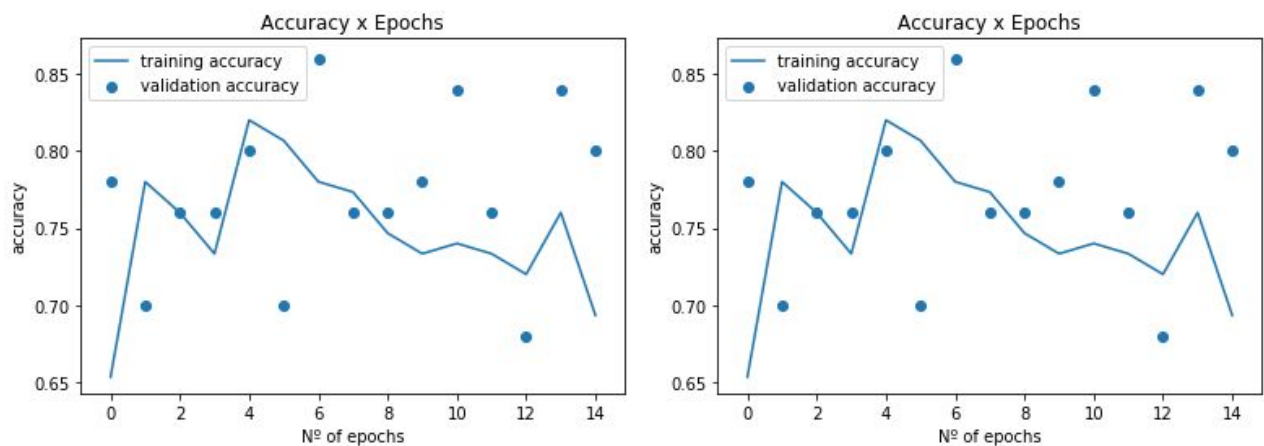 Accuracy x Epochs
training accuracy
validation accuracy
0.85
0.80
0.75
0.70
0.65
accuracy
0 2 4 6 8 10 12 14
Nº of epochs
Accuracy x Epochs
training accuracy
validation accuracy
0.85
0.80
0.75
0.70
0.65
accuracy
0 2 4 6 8 10 12 14
Nº of epochs